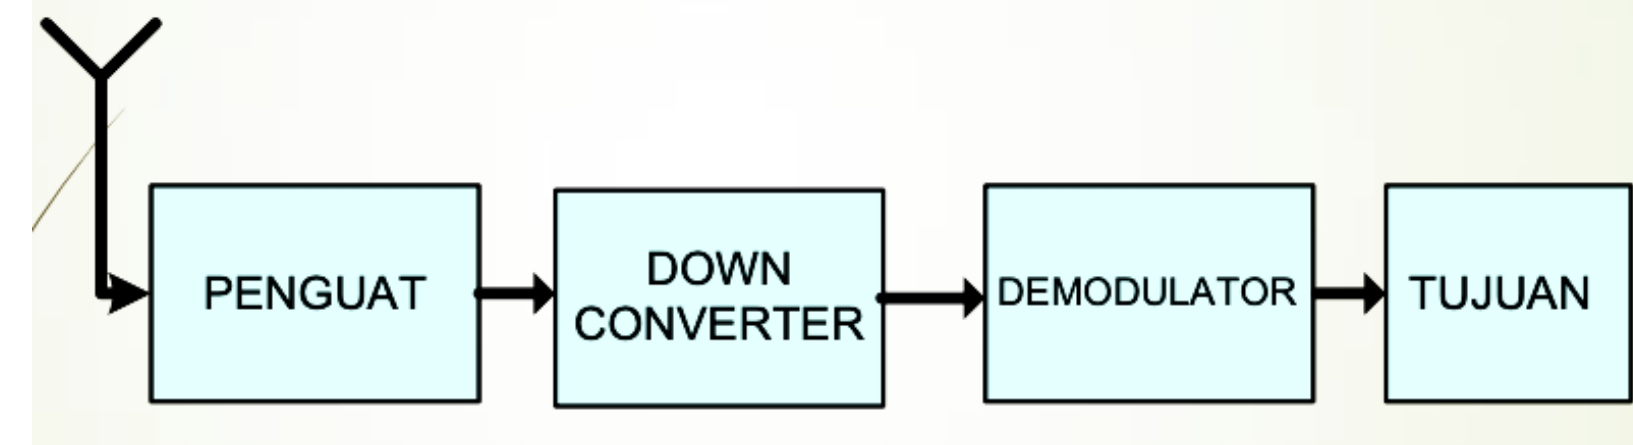 PENGUAT
DOWN
CONVERTER
DEMODULATOR
TUJUAN